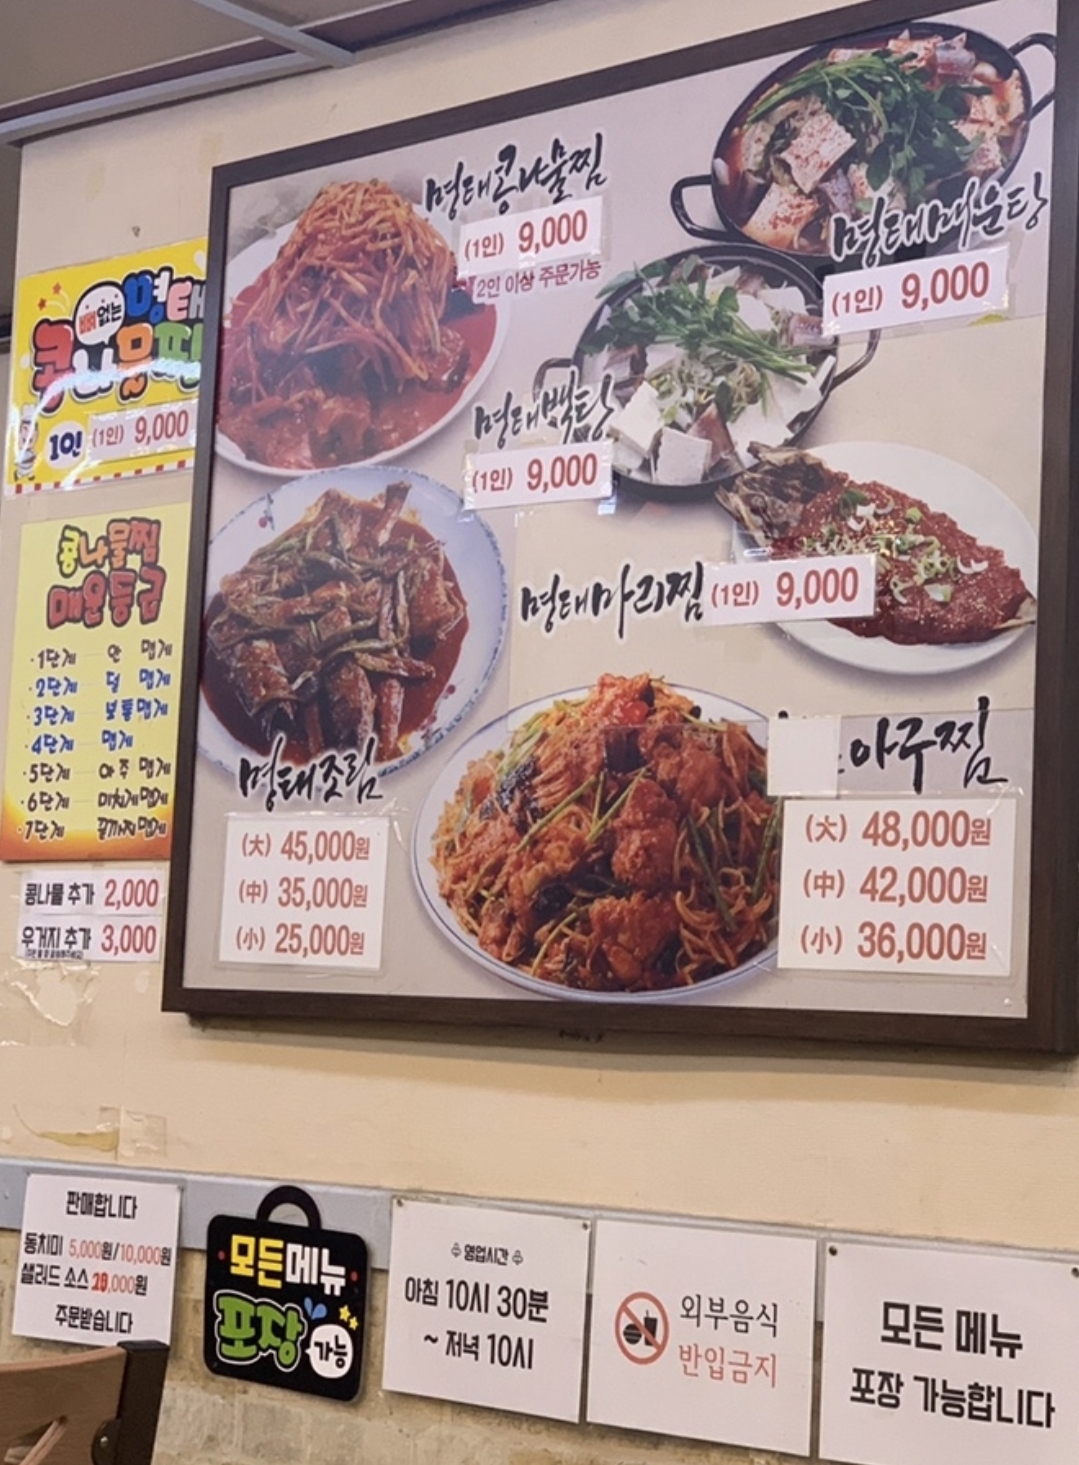 명태콩나물찜
(1인) 9,000
2인 이상 주문가능
명태매운탕
(1인) 9,000
명태백탕
(1인) 9,000
명태마리찜
(1인) 9,000
명태조림
(大) 45,000원
(中) 35,000원
(小) 25,000원
아구찜
(大) 48,000원
(中) 42,000원
(小) 36,000원
뼈없는 명태
콩나물찜
1인 (1인) 9,000
콩나물찜
매운등급
·1단계 안 맵게
·2단계 덜 맵게
·3단계 보통맵게
·4단계 맵게
·5단계 아주 맵게
·6단계 미치게맵게
·7단계 끝까지맵게
콩나물 추가 2,000
우거지 추가 3,000
판매합니다
동치미 5,000원/10,000원
샐러드 소스
주문받습니다
모든메뉴
포장 가능
영업시간
아침 10시 30분
~ 저녁 10시
외부음식
반입금지
모든 메뉴
포장 가능합니다